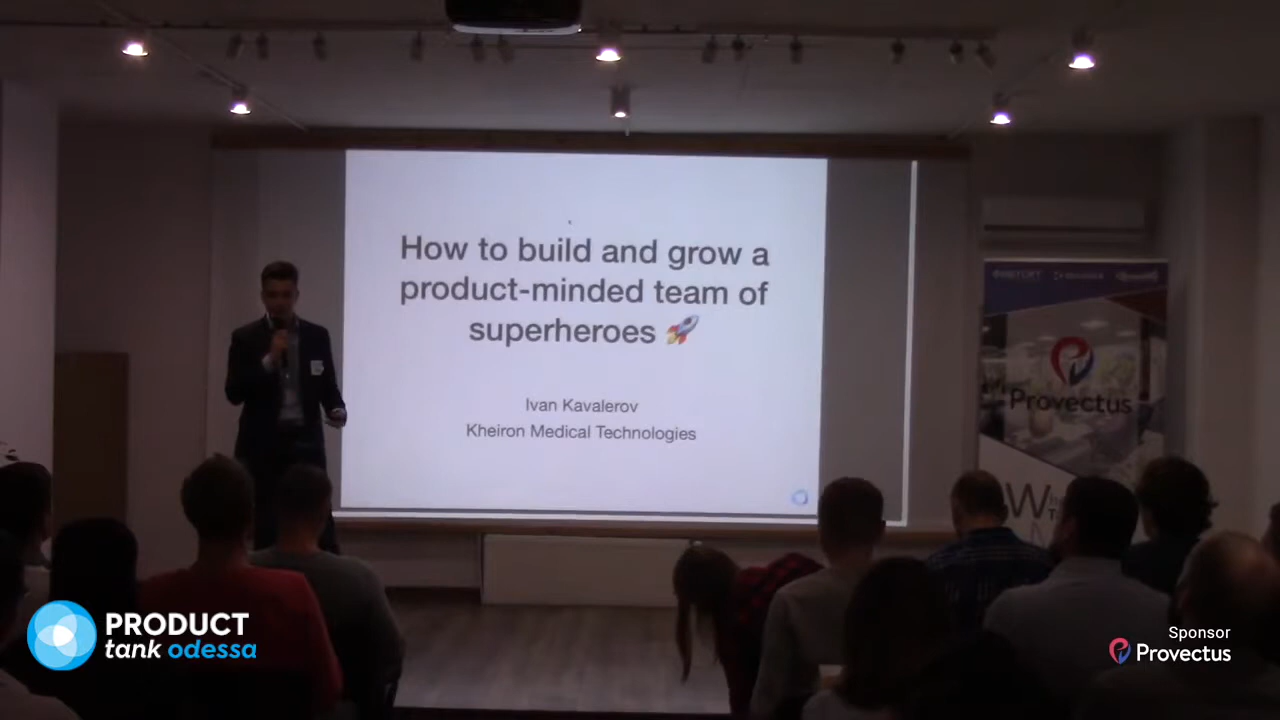 How to build and grow a
product-minded team of
superheroes 🚀
Ivan Kavalerov
Kheiron Medical Technologies
Provectus
W
PRODUCT
tank odessa
Sponsor
Provectus